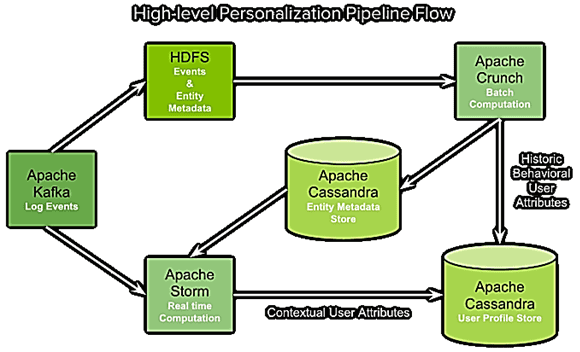 High-level Personalization Pipeline Flow
HDFS
Events
&
Entity
Metadata
Apache
Crunch
Batch
Computation
Apache
Kafka
Log Events
Apache
Cassandra
Entity Metadata
Store
Historic
Behavioral
User
Attributes
Apache
Storm
Real time
Computation
Contextual User Attributes
Apache
Cassandra
User Profile Store